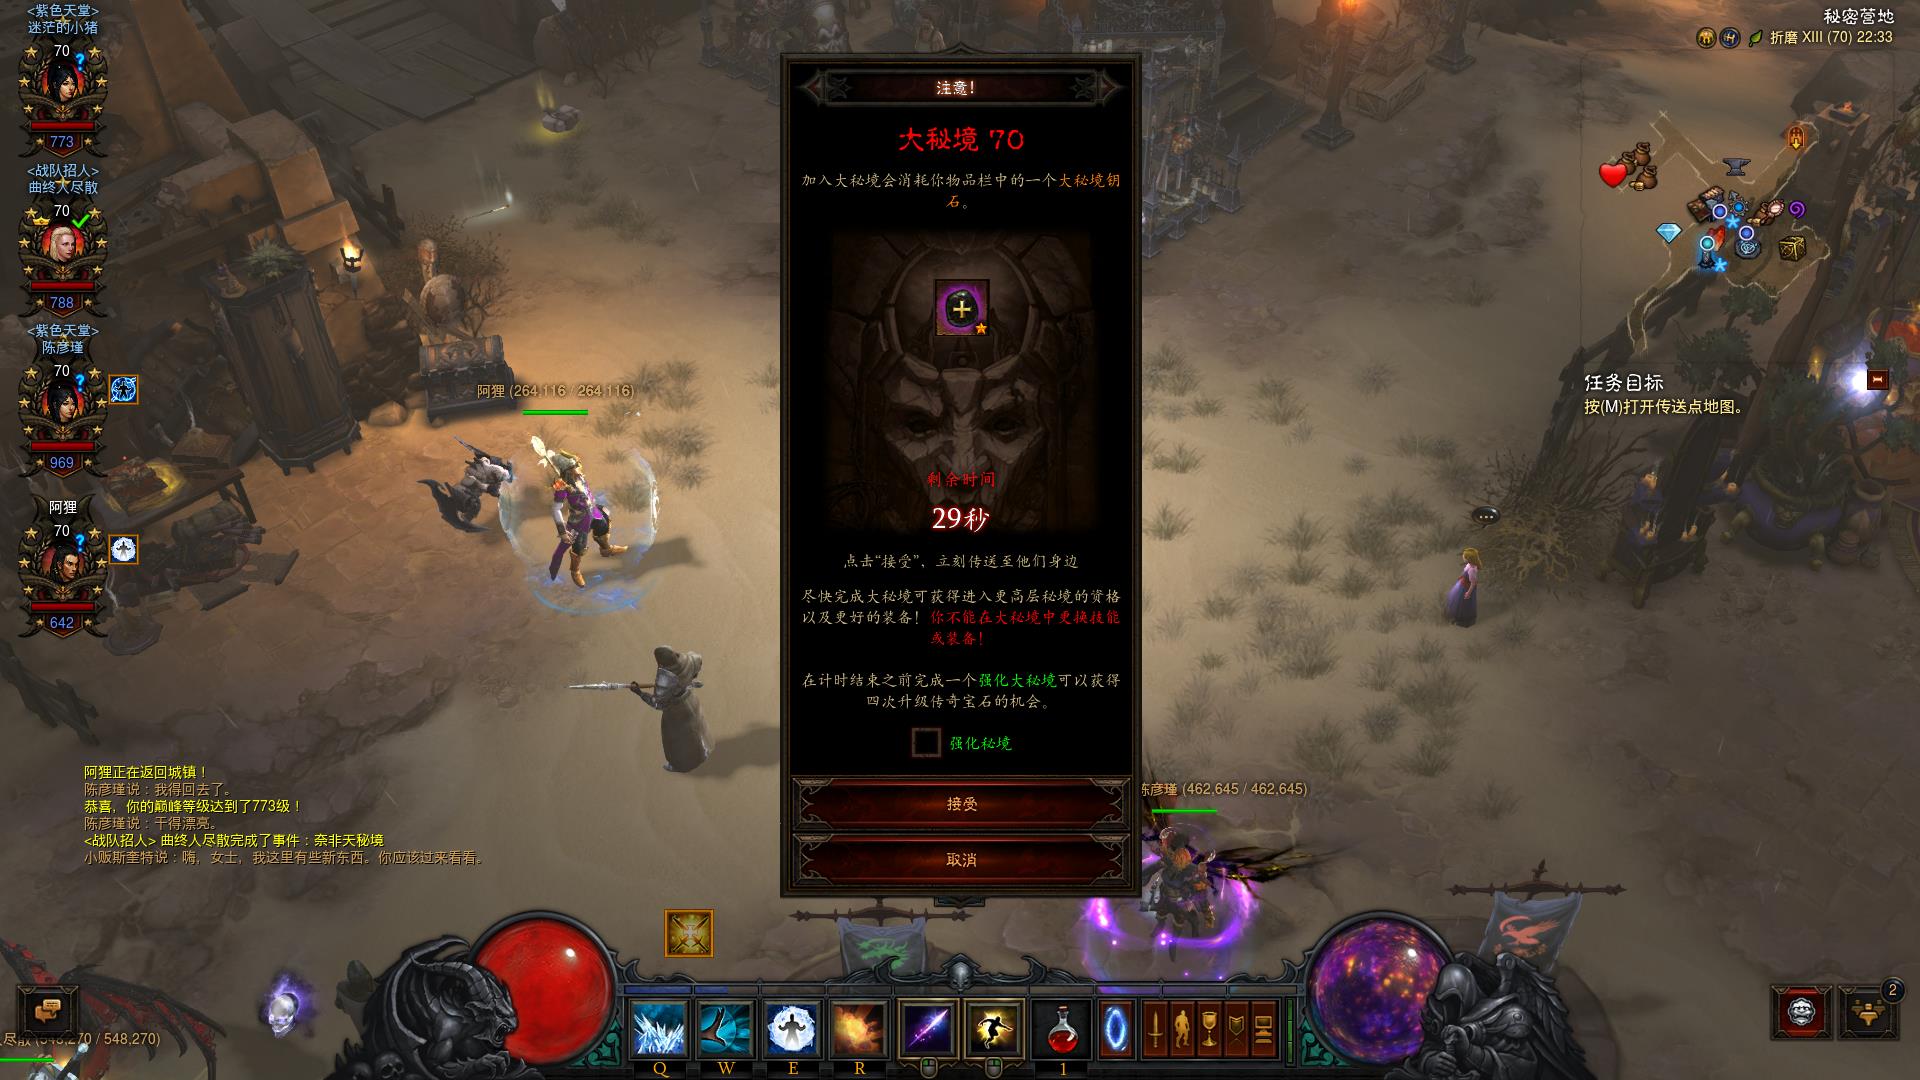 <紫色天堂>
迷茫的小猪
70
773
<战队招人>
曲终人尽散
70
788
<紫色天堂>
陈彦瑾
70
969
阿狸
70
642
阿狸 (264,116 / 264,116)
注意!
大秘境 70
加入大秘境会消耗你物品栏中的一个大秘境钥
石。
剩余时间
29秒
点击“接受”，立刻传送至他们身边
尽快完成大秘境可获得进入更高层秘境的资格
以及更好的装备！你不能在大秘境中更换技能
或装备！
在计时结束之前完成一个强化大秘境可以获得
四次升级传奇宝石的机会。
强化秘境
接受
取消
秘密营地
折磨 XIII (70) 22:33
任务目标
按(M)打开传送点地图。
阿狸正在返回城镇！
陈彦瑾说：我得回去了。
恭喜，你的巅峰等级达到了773级！
陈彦瑾说：干得漂亮。
<战队招人> 曲终人尽散完成了事件：奈非天秘境
小贩斯奎特说：嗨，女士，我这里有些新东西。你应该过来看看。
陈彦瑾 (462,645 / 462,645)
/ 548,270)
Q W E R 1
2